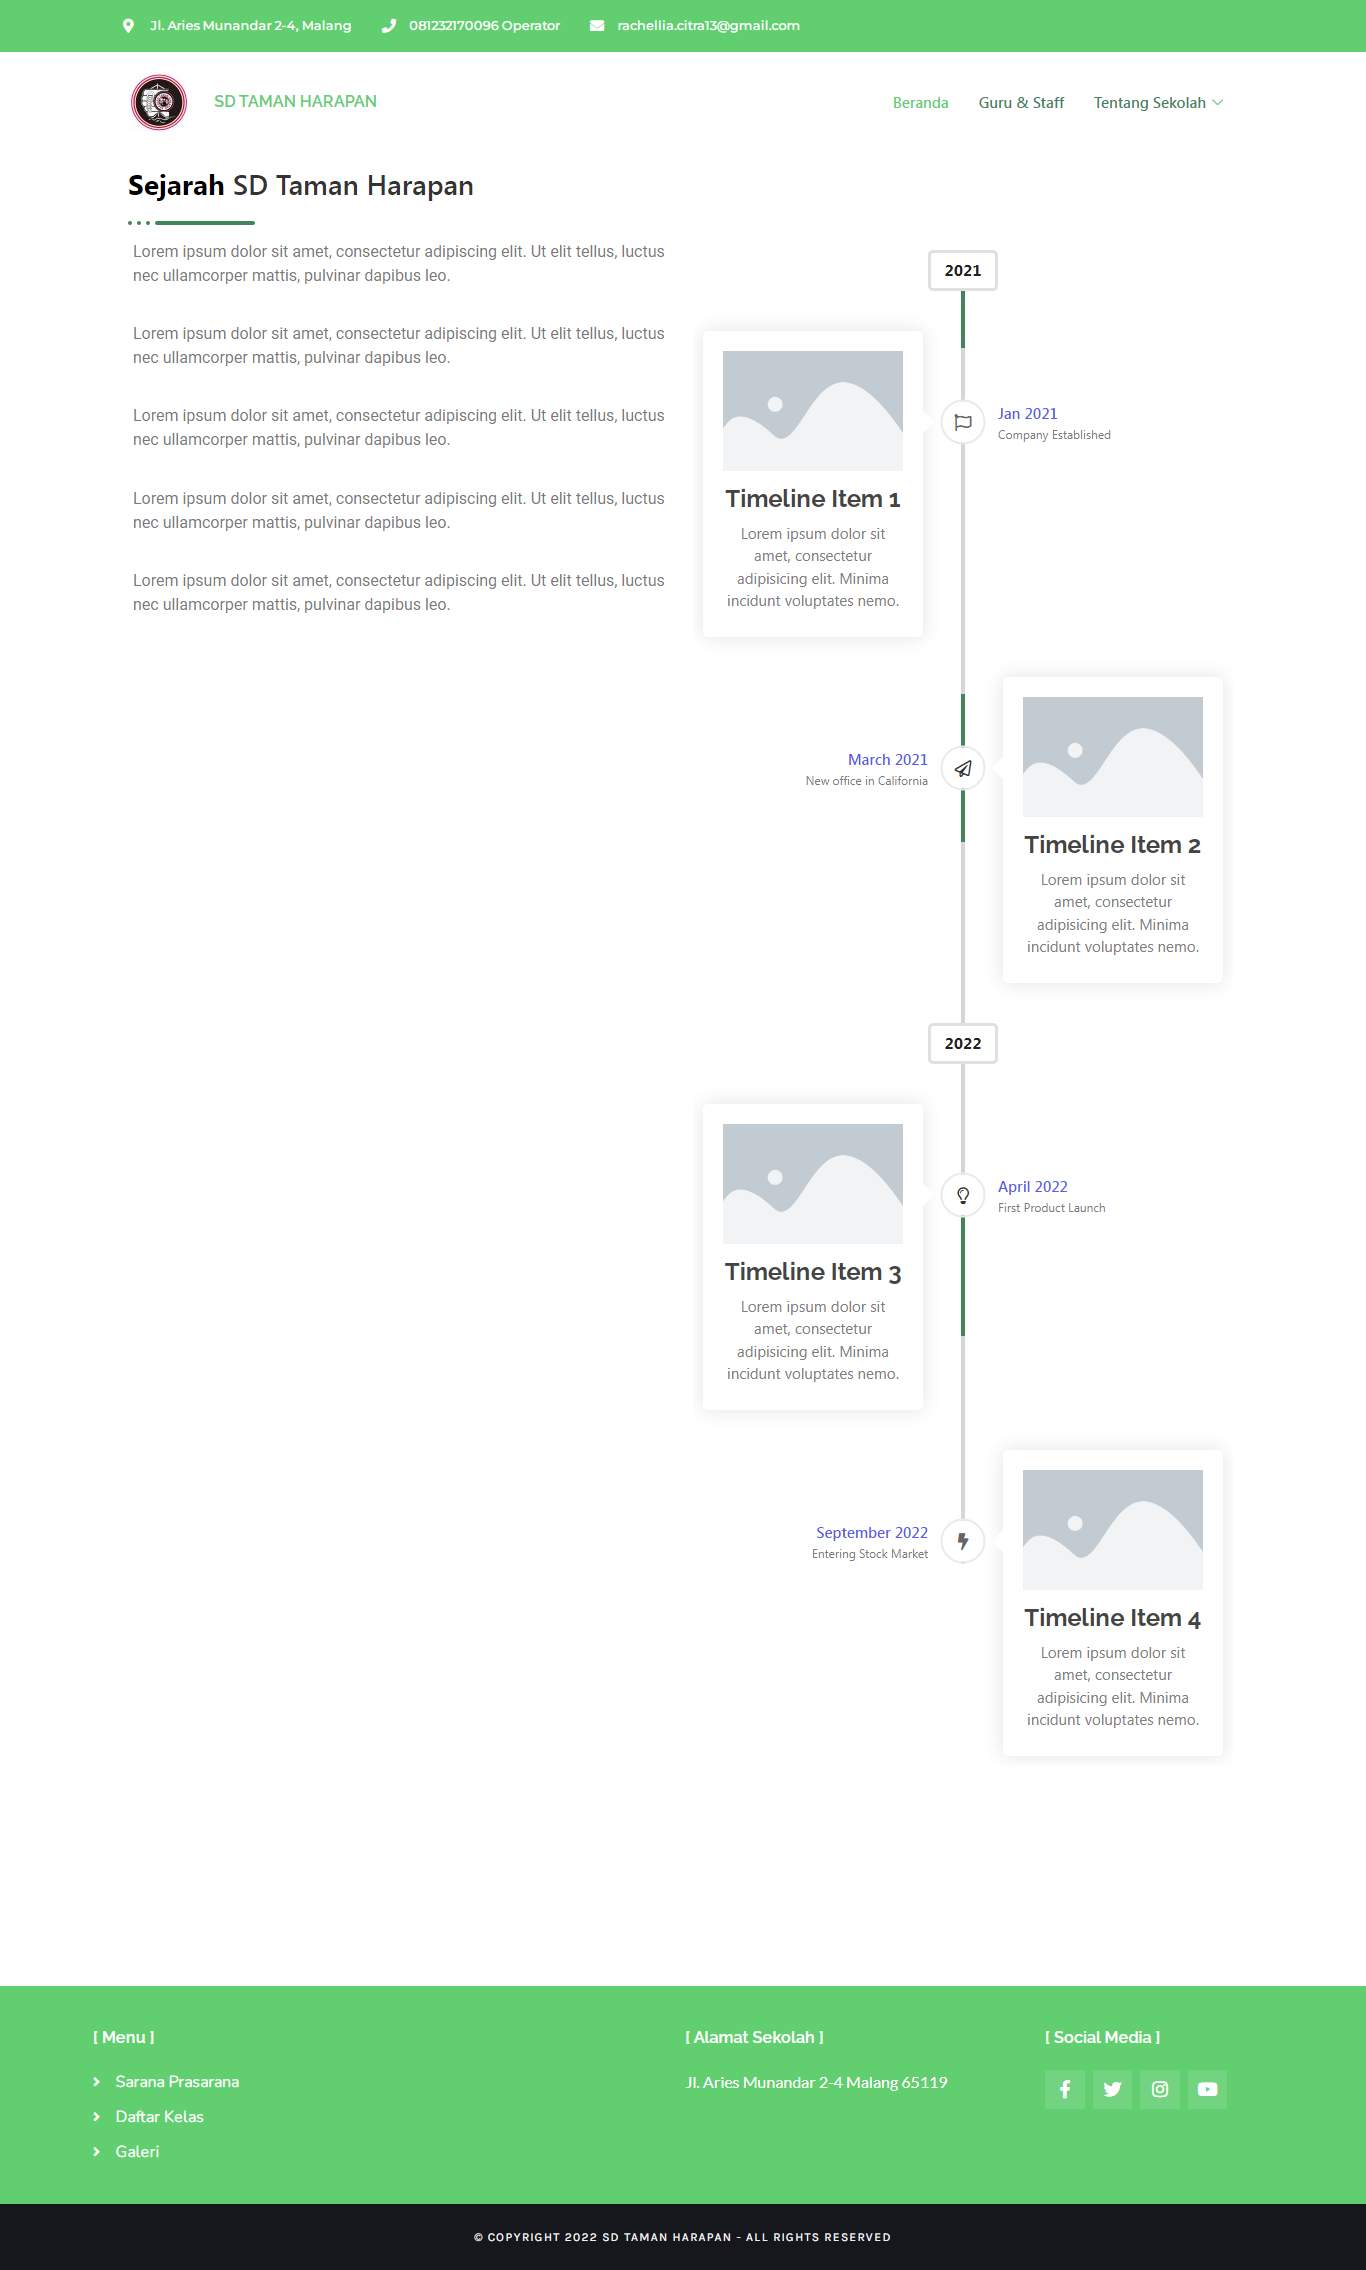 Jl. Aries Munandar 2-4, Malang
081232170096 Operator
rachellia.citra13@gmail.com
SD TAMAN HARAPAN
Beranda
Guru & Staff
Tentang Sekolah
Sejarah SD Taman Harapan
Lorem ipsum dolor sit amet, consectetur adipiscing elit. Ut elit tellus, luctus
nec ullamcorper mattis, pulvinar dapibus leo.
Lorem ipsum dolor sit amet, consectetur adipiscing elit. Ut elit tellus, luctus
nec ullamcorper mattis, pulvinar dapibus leo.
Lorem ipsum dolor sit amet, consectetur adipiscing elit. Ut elit tellus, luctus
nec ullamcorper mattis, pulvinar dapibus leo.
Lorem ipsum dolor sit amet, consectetur adipiscing elit. Ut elit tellus, luctus
nec ullamcorper mattis, pulvinar dapibus leo.
Lorem ipsum dolor sit amet, consectetur adipiscing elit. Ut elit tellus, luctus
nec ullamcorper mattis, pulvinar dapibus leo.
2021
Jan 2021
Company Established
Timeline Item 1
Lorem ipsum dolor sit
amet, consectetur
adipisicing elit. Minima
incidunt voluptates nemo.
March 2021
New office in California
Timeline Item 2
Lorem ipsum dolor sit
amet, consectetur
adipisicing elit. Minima
incidunt voluptates nemo.
2022
April 2022
First Product Launch
Timeline Item 3
Lorem ipsum dolor sit
amet, consectetur
adipisicing elit. Minima
incidunt voluptates nemo.
September 2022
Entering Stock Market
Timeline Item 4
Lorem ipsum dolor sit
amet, consectetur
adipisicing elit. Minima
incidunt voluptates nemo.
[ Menu ]
Sarana Prasarana
Daftar Kelas
Galeri
[ Alamat Sekolah ]
Jl. Aries Munandar 2-4 Malang 65119
[ Social Media ]
© COPYRIGHT 2022 SD TAMAN HARAPAN - ALL RIGHTS RESERVED